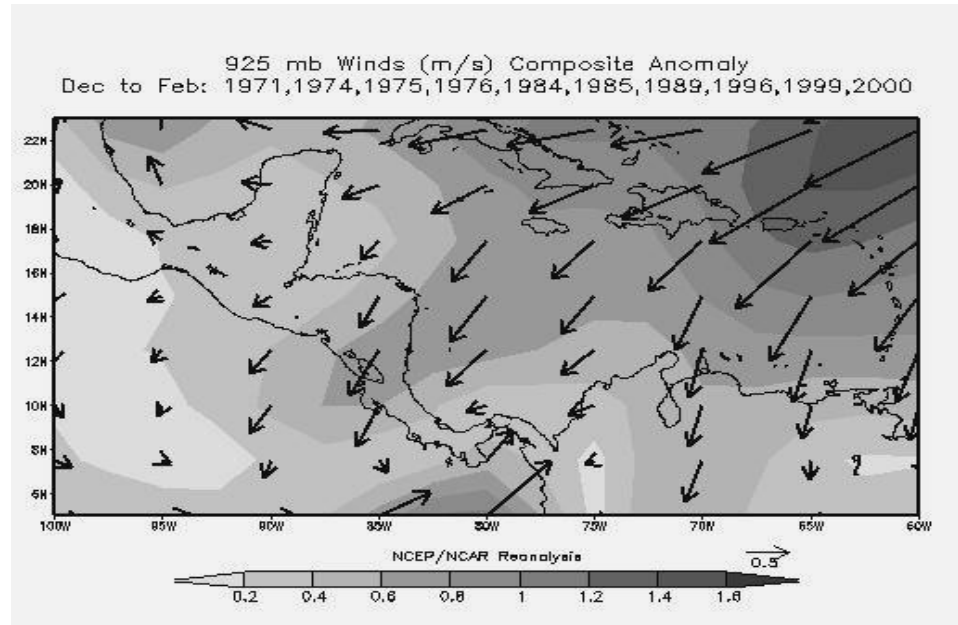 925 mb Winds (m/s) Composite Anomaly
Dec to Feb: 1971,1974,1975,1976,1984,1985,1989,1996,1999,2000
22N
20N
18N
16N
14N
12N
10N
8N
6N
100W 95W 90W 85W 80W 75W 70W 65W 60W
NCEP/NCAR Reanalysis
0.5
0.2 0.4 0.6 0.8 1 1.2 1.4 1.6